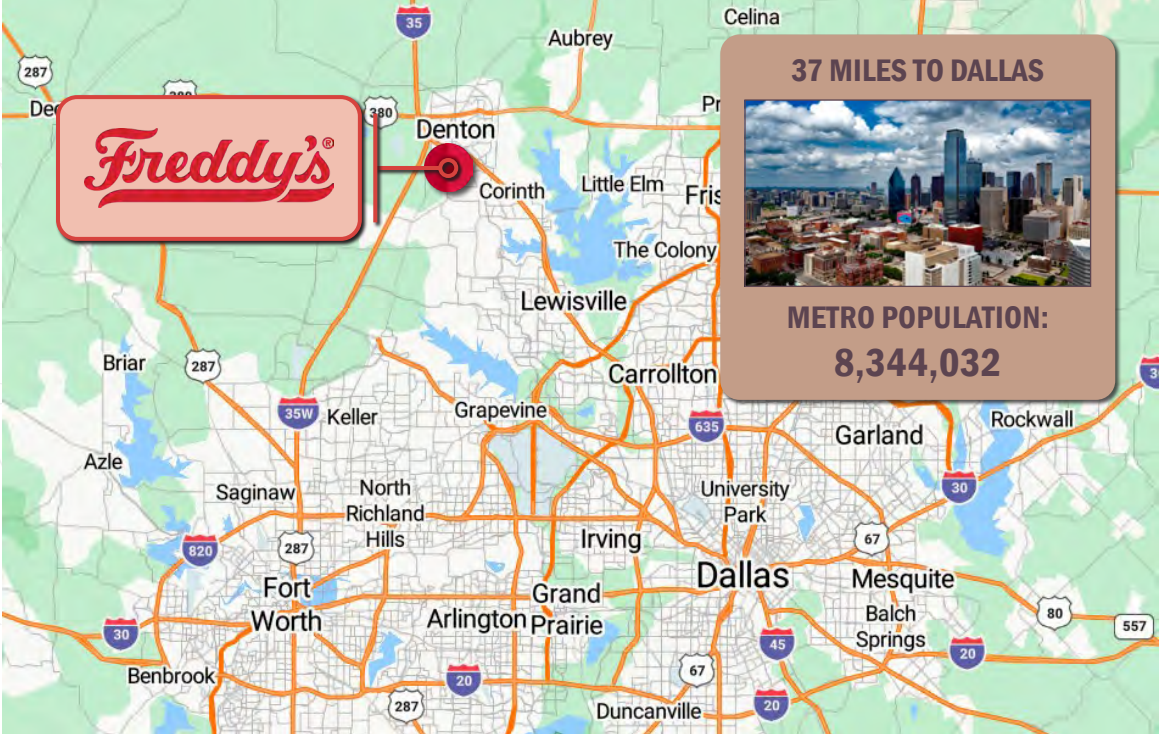 Celina
35
Aubrey
37 MILES TO DALLAS
287
380
Dec
380
Pr
Denton
Freddy's®
Corinth
Little Elm
Fris
The Colony
Lewisville
METRO POPULATION:
8,344,032
Briar
287
Carrollton
35W
Keller
Grapevine
635
Rockwall
Garland
Azle
Saginaw
North
Richland
Hills
University
Park
30
820
287
Irving
67
Fort
Worth
Dallas
Mesquite
Grand
Prairie
Arlington
Balch
Springs
80
557
30
45
20
Benbrook
20
67
287
Duncanville
20